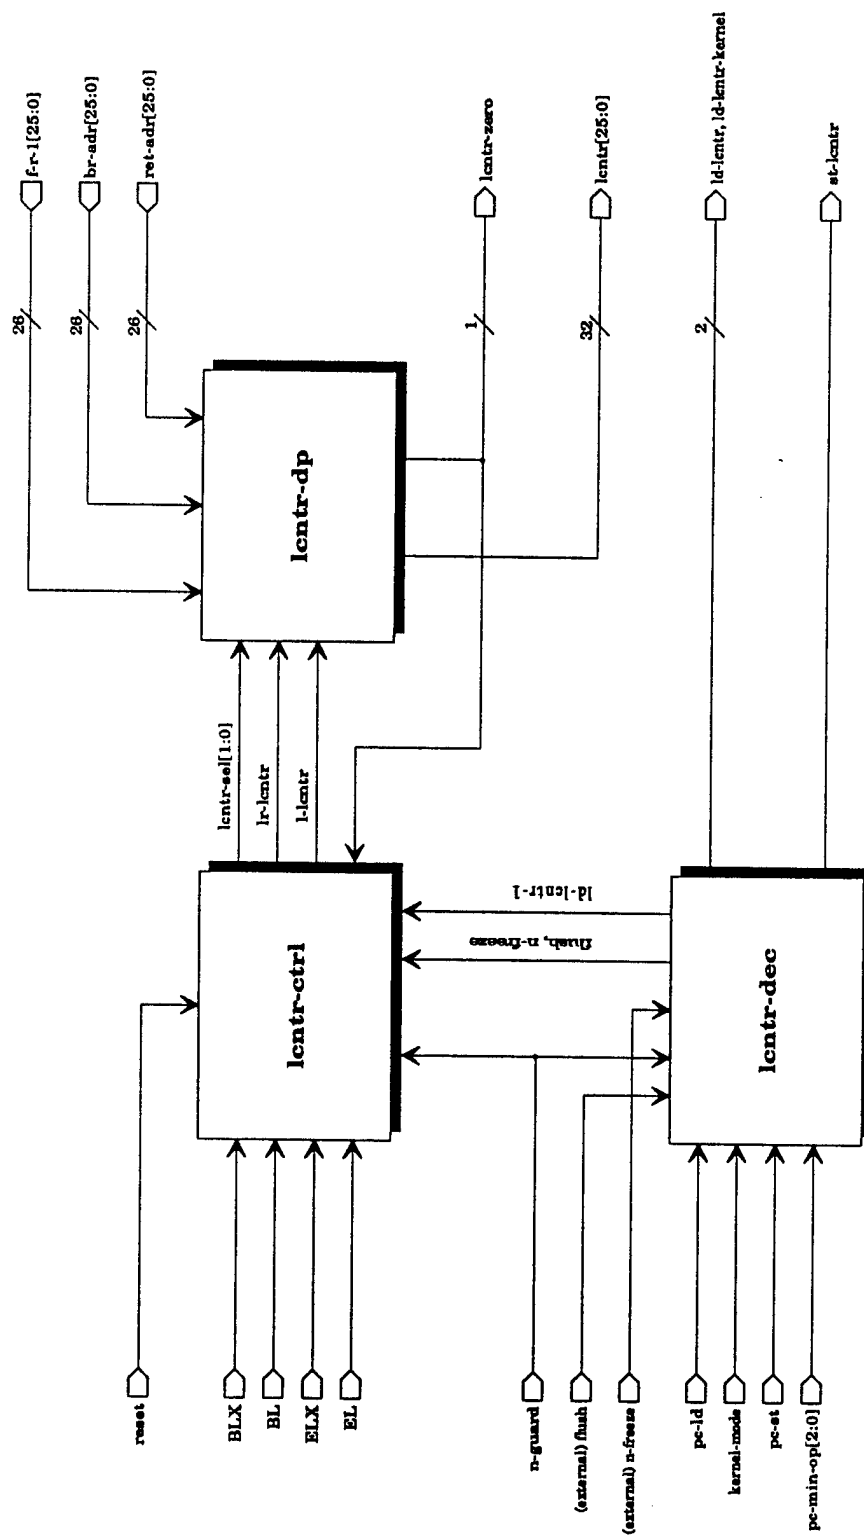 f-r-1[25:0]
br-adr[25:0]
ret-adr[25:0]
26
26
26
lcntr-zero
lcntr[25:0]
ld-lcntr, ld-lcntr-kernel
st-lcntr
1
32
2
lcntr-dp
lcntr-sel[1:0]
lr-lcntr
l-lcntr
lcntr-ctrl
ld-lcntr-1
flush, n-freeze
lcntr-dec
reset
BLX
BL
ELX
EL
n-guard
(external) flush
(external) n-freeze
pc-ld
kernel-mode
pc-st
pc-min-op[2:0]